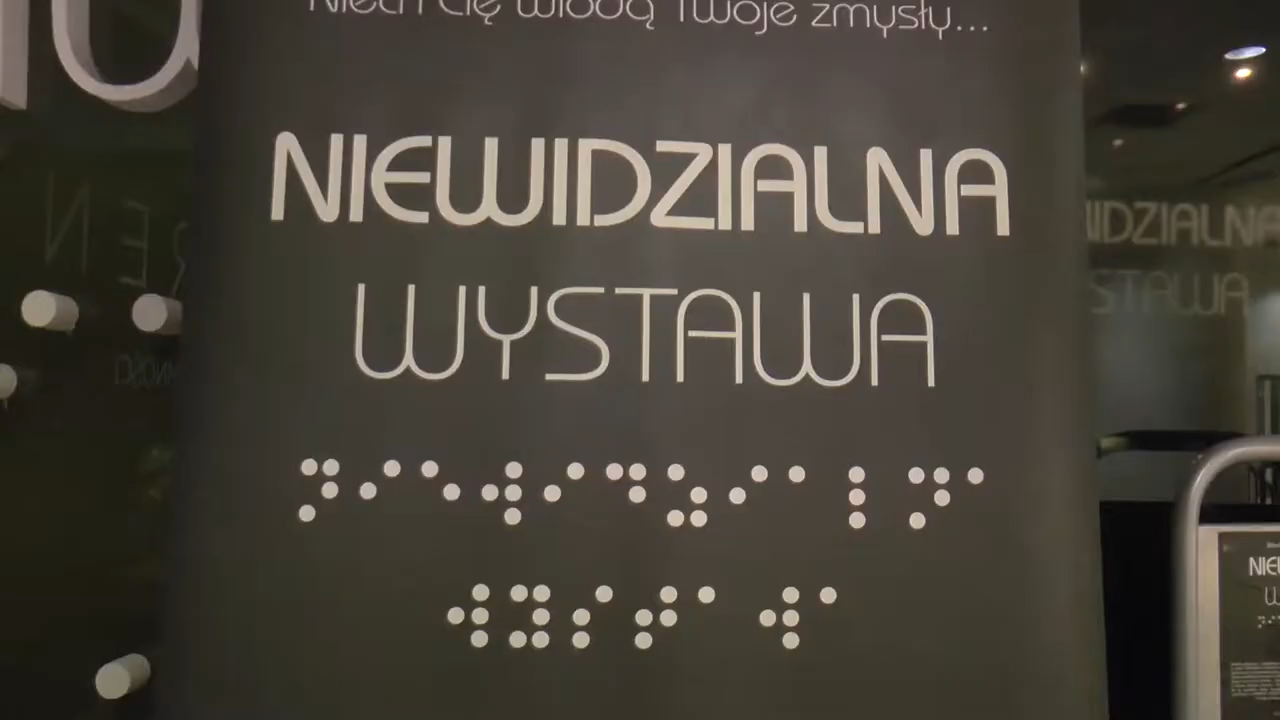 Niech Cię wiodą Twoje zmysły...
NIEWIDZIALNA
WYSTAWA
⠝⠊⠑⠺⠊⠙⠵⠊⠁⠇⠝⠁
⠺⠽⠎⠞⠁⠺⠁